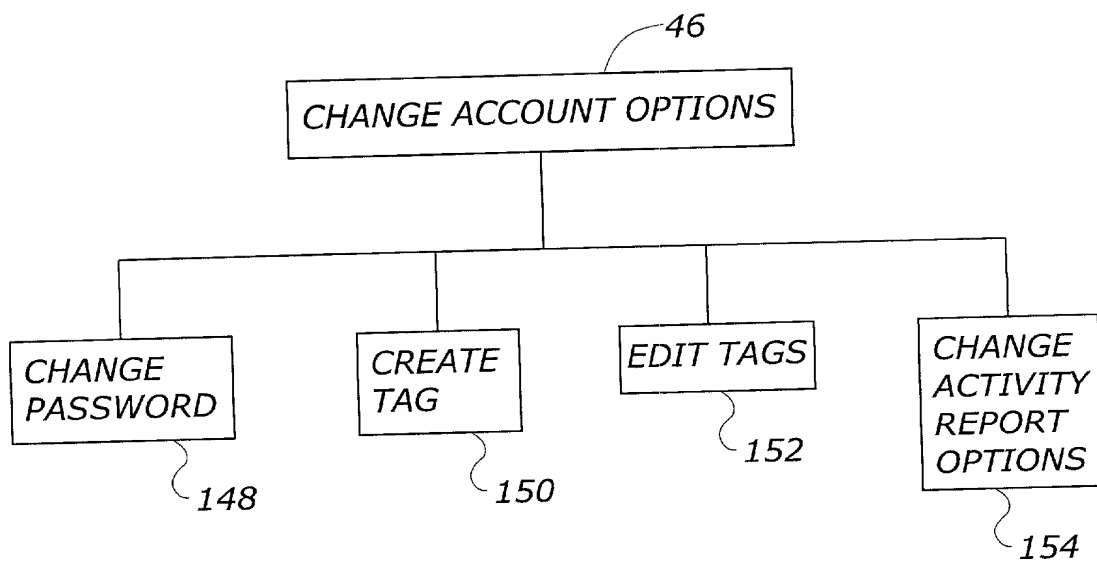 46
CHANGE ACCOUNT OPTIONS
CHANGE
PASSWORD
148
CREATE
TAG
150
EDIT TAGS
152
CHANGE
ACTIVITY
REPORT
OPTIONS
154